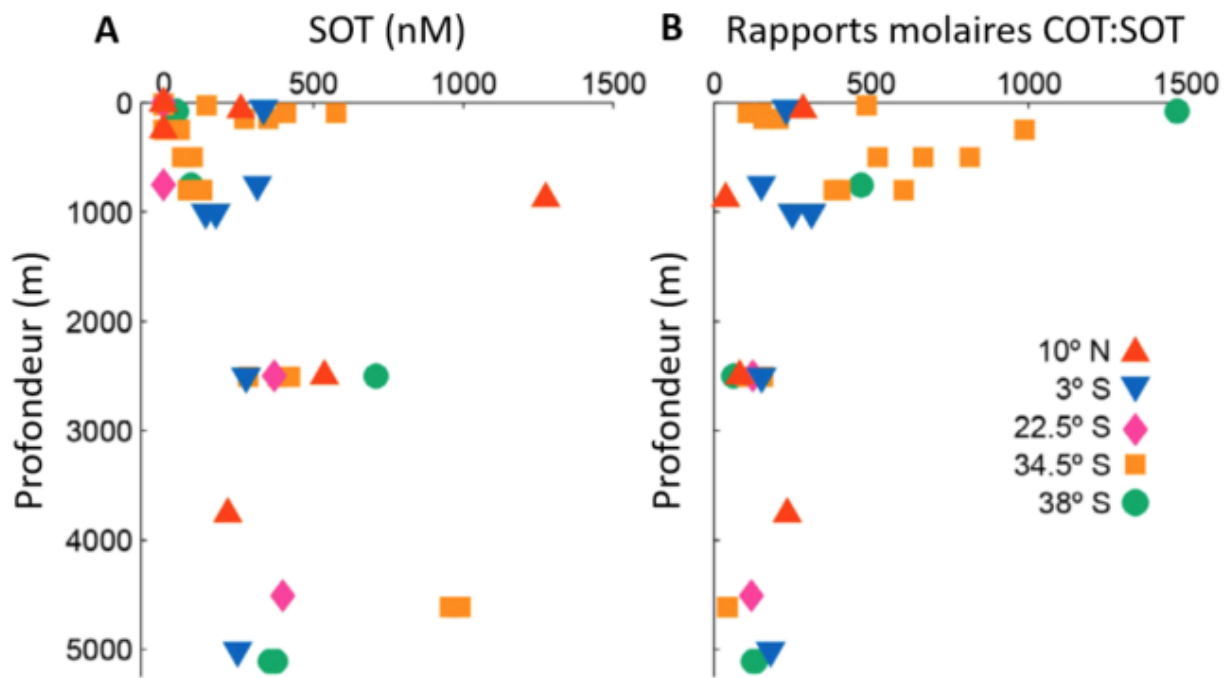 A SOT (nM)
0 500 1000 1500
0
1000
2000
3000
4000
5000
Profondeur (m)
B Rapports molaires COT:SOT
0 500 1000 1500
Profondeur (m)
10º N
3º S
22.5º S
34.5º S
38º S